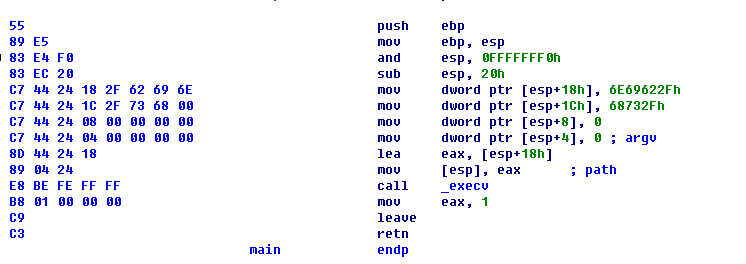 55 push ebp
89 E5 mov ebp, esp
83 E4 F0 and esp, 0FFFFFFF0h
83 EC 20 sub esp, 20h
C7 44 24 18 2F 62 69 6E mov dword ptr [esp+18h], 6E69622Fh
C7 44 24 1C 2F 73 68 00 mov dword ptr [esp+1Ch], 68732Fh
C7 44 24 08 00 00 00 00 mov dword ptr [esp+8], 0
C7 44 24 04 00 00 00 00 mov dword ptr [esp+4], 0 ; argv
8D 44 24 18 lea eax, [esp+18h]
89 04 24 mov [esp], eax ; path
E8 BE FE FF FF call _execv
B8 01 00 00 00 mov eax, 1
C9 leave
C3 retn
main endp